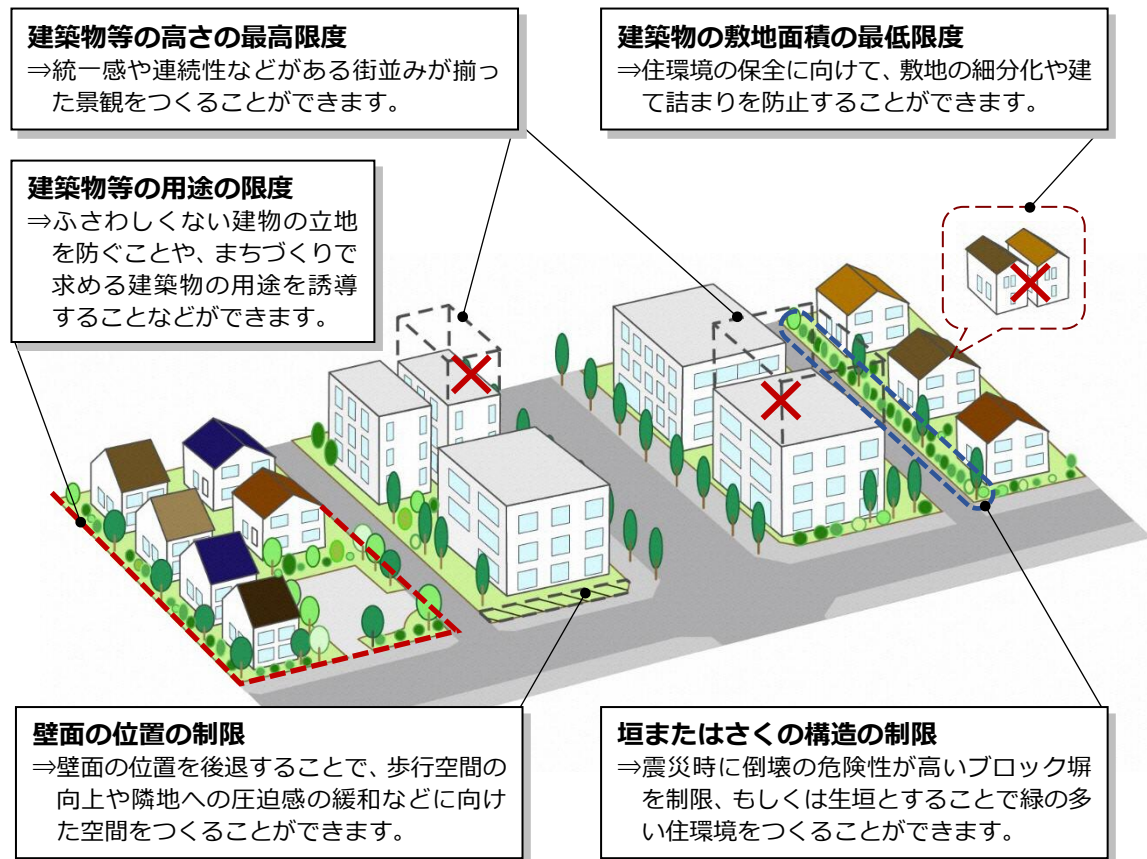 建築物等の高さの最高限度
⇒統一感や連続性などがある街並みが揃っ
た景観をつくることができます。
建築物の敷地面積の最低限度
⇒住環境の保全に向けて、敷地の細分化や建
て詰まりを防止することができます。
建築物等の用途の限度
⇒ふさわしくない建物の立地
を防ぐことや、まちづくりで
求める建築物の用途を誘導
することなどができます。
壁面の位置の制限
⇒壁面の位置を後退することで、歩行空間の
向上や隣地への圧迫感の緩和などに向け
た空間をつくることができます。
垣またはさくの構造の制限
⇒震災時に倒壊の危険性が高いブロック塀
を制限、もしくは生垣とすることで緑の多
い住環境をつくることができます。